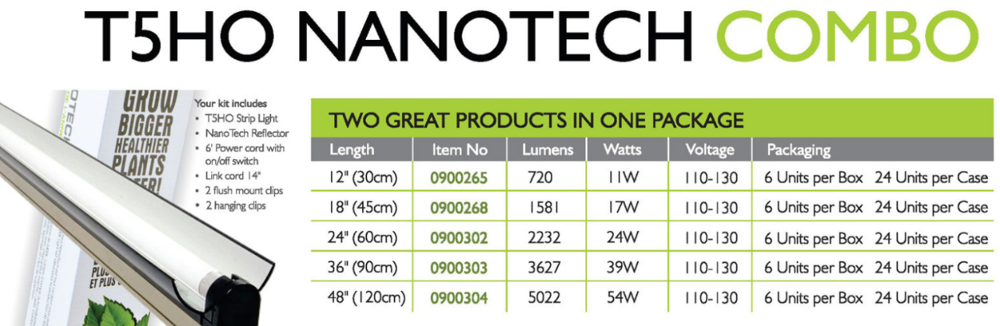 T5HO NANOTECH COMBO
GROW
BIGGER
HEALTHIER
PLANTS
Your kit includes
• T5HO Strip Light
• NanoTech Reflector
• 6' Power cord with
on/off switch
• Link cord 14"
• 2 flush mount clips
• 2 hanging clips
ET PLUS
TWO GREAT PRODUCTS IN ONE PACKAGE
Length Item No Lumens Watts Voltage Packaging
12" (30cm) 0900265 720 11W 110-130 6 Units per Box 24 Units per Case
18" (45cm) 0900268 1581 17W 110-130 6 Units per Box 24 Units per Case
24" (60cm) 0900302 2232 24W 110-130 6 Units per Box 24 Units per Case
36" (90cm) 0900303 3627 39W 110-130 6 Units per Box 24 Units per Case
48" (120cm) 0900304 5022 54W 110-130 6 Units per Box 24 Units per Case